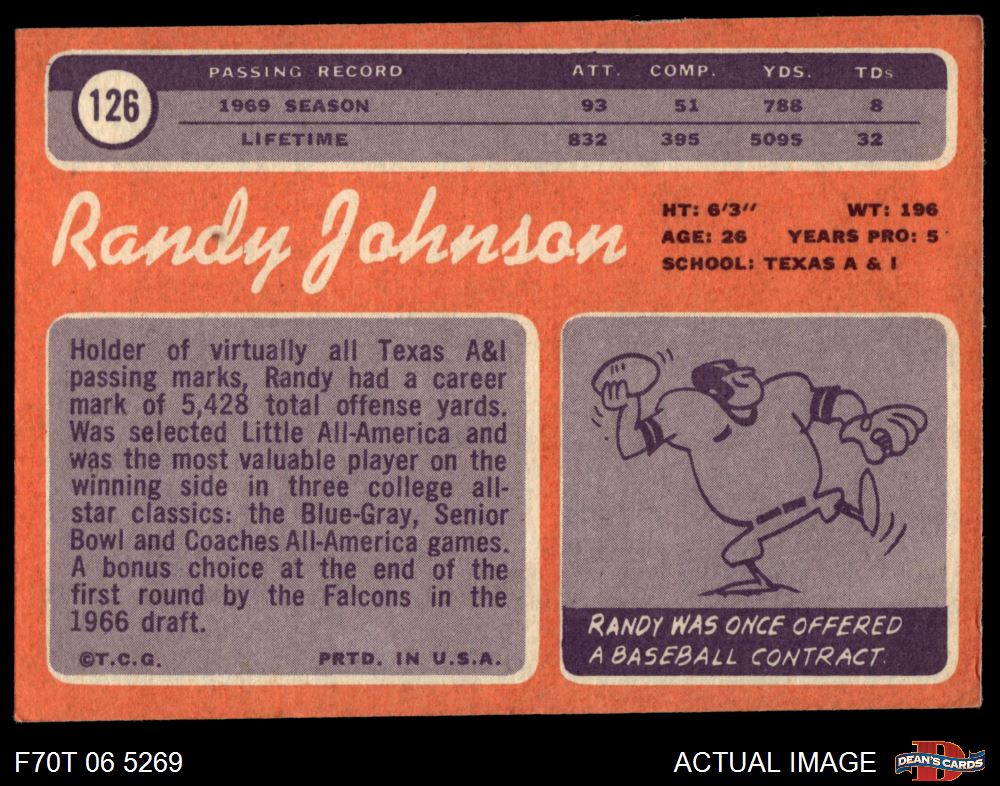 126
PASSING RECORD ATT. COMP. YDS. TDs
1969 SEASON 93 51 788 8
LIFETIME 832 395 5095 32
Randy Johnson
HT: 6'3" WT: 196
AGE: 26 YEARS PRO: 5
SCHOOL: TEXAS A & I
Holder of virtually all Texas A&I
passing marks, Randy had a career
mark of 5,428 total offense yards.
Was selected Little All-America and
was the most valuable player on the
winning side in three college all-
star classics: the Blue-Gray, Senior
Bowl and Coaches All-America games.
A bonus choice at the end of the
first round by the Falcons in the
1966 draft.
©T.C.G. PRTD. IN U.S.A.
RANDY WAS ONCE OFFERED
A BASEBALL CONTRACT.
F70T 06 5269
ACTUAL IMAGE
D
DEAN'S CARDS